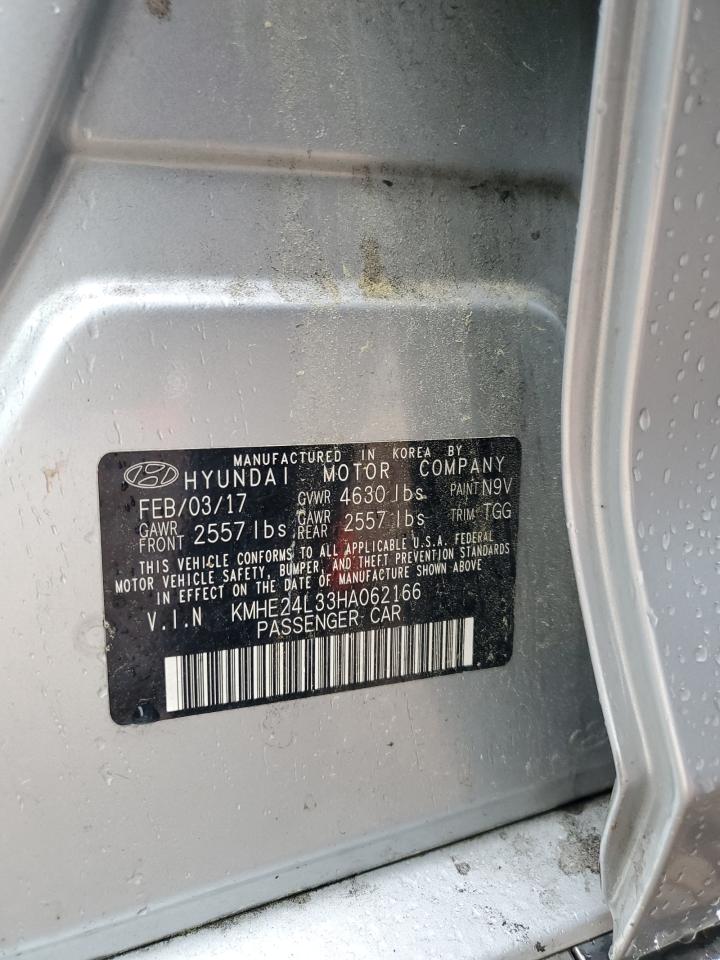 MANUFACTURED IN KOREA BY
HYUNDAI MOTOR COMPANY
FEB/03/17 GVWR 4630 lbs PAINT N9V
GAWR FRONT 2557 lbs GAWR REAR 2557 lbs TRIM TGG
THIS VEHICLE CONFORMS TO ALL APPLICABLE U.S.A. FEDERAL
MOTOR VEHICLE SAFETY, BUMPER, AND THEFT PREVENTION STANDARDS
IN EFFECT ON THE DATE OF MANUFACTURE SHOWN ABOVE
V.I.N KMHE24L33HA062166
PASSENGER CAR